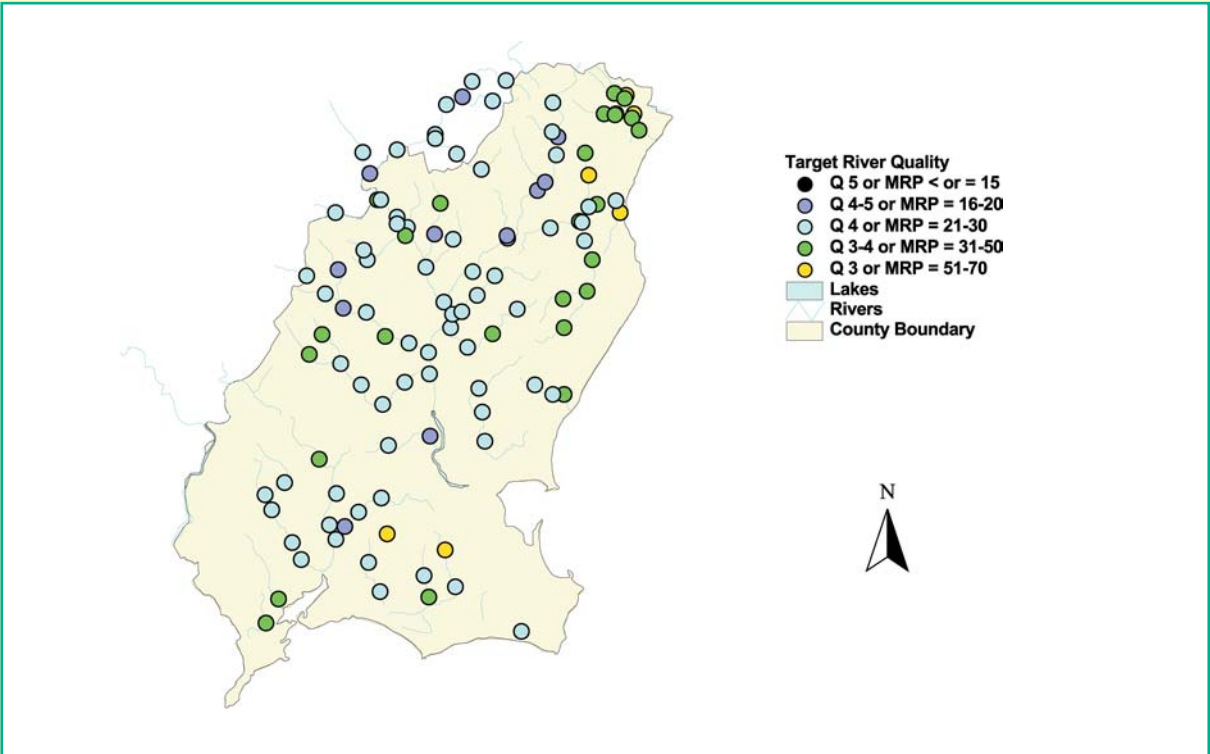 Target River Quality
Q 5 or MRP < or = 15
Q 4-5 or MRP = 16-20
Q 4 or MRP = 21-30
Q 3-4 or MRP = 31-50
Q 3 or MRP = 51-70
Lakes
Rivers
County Boundary
N